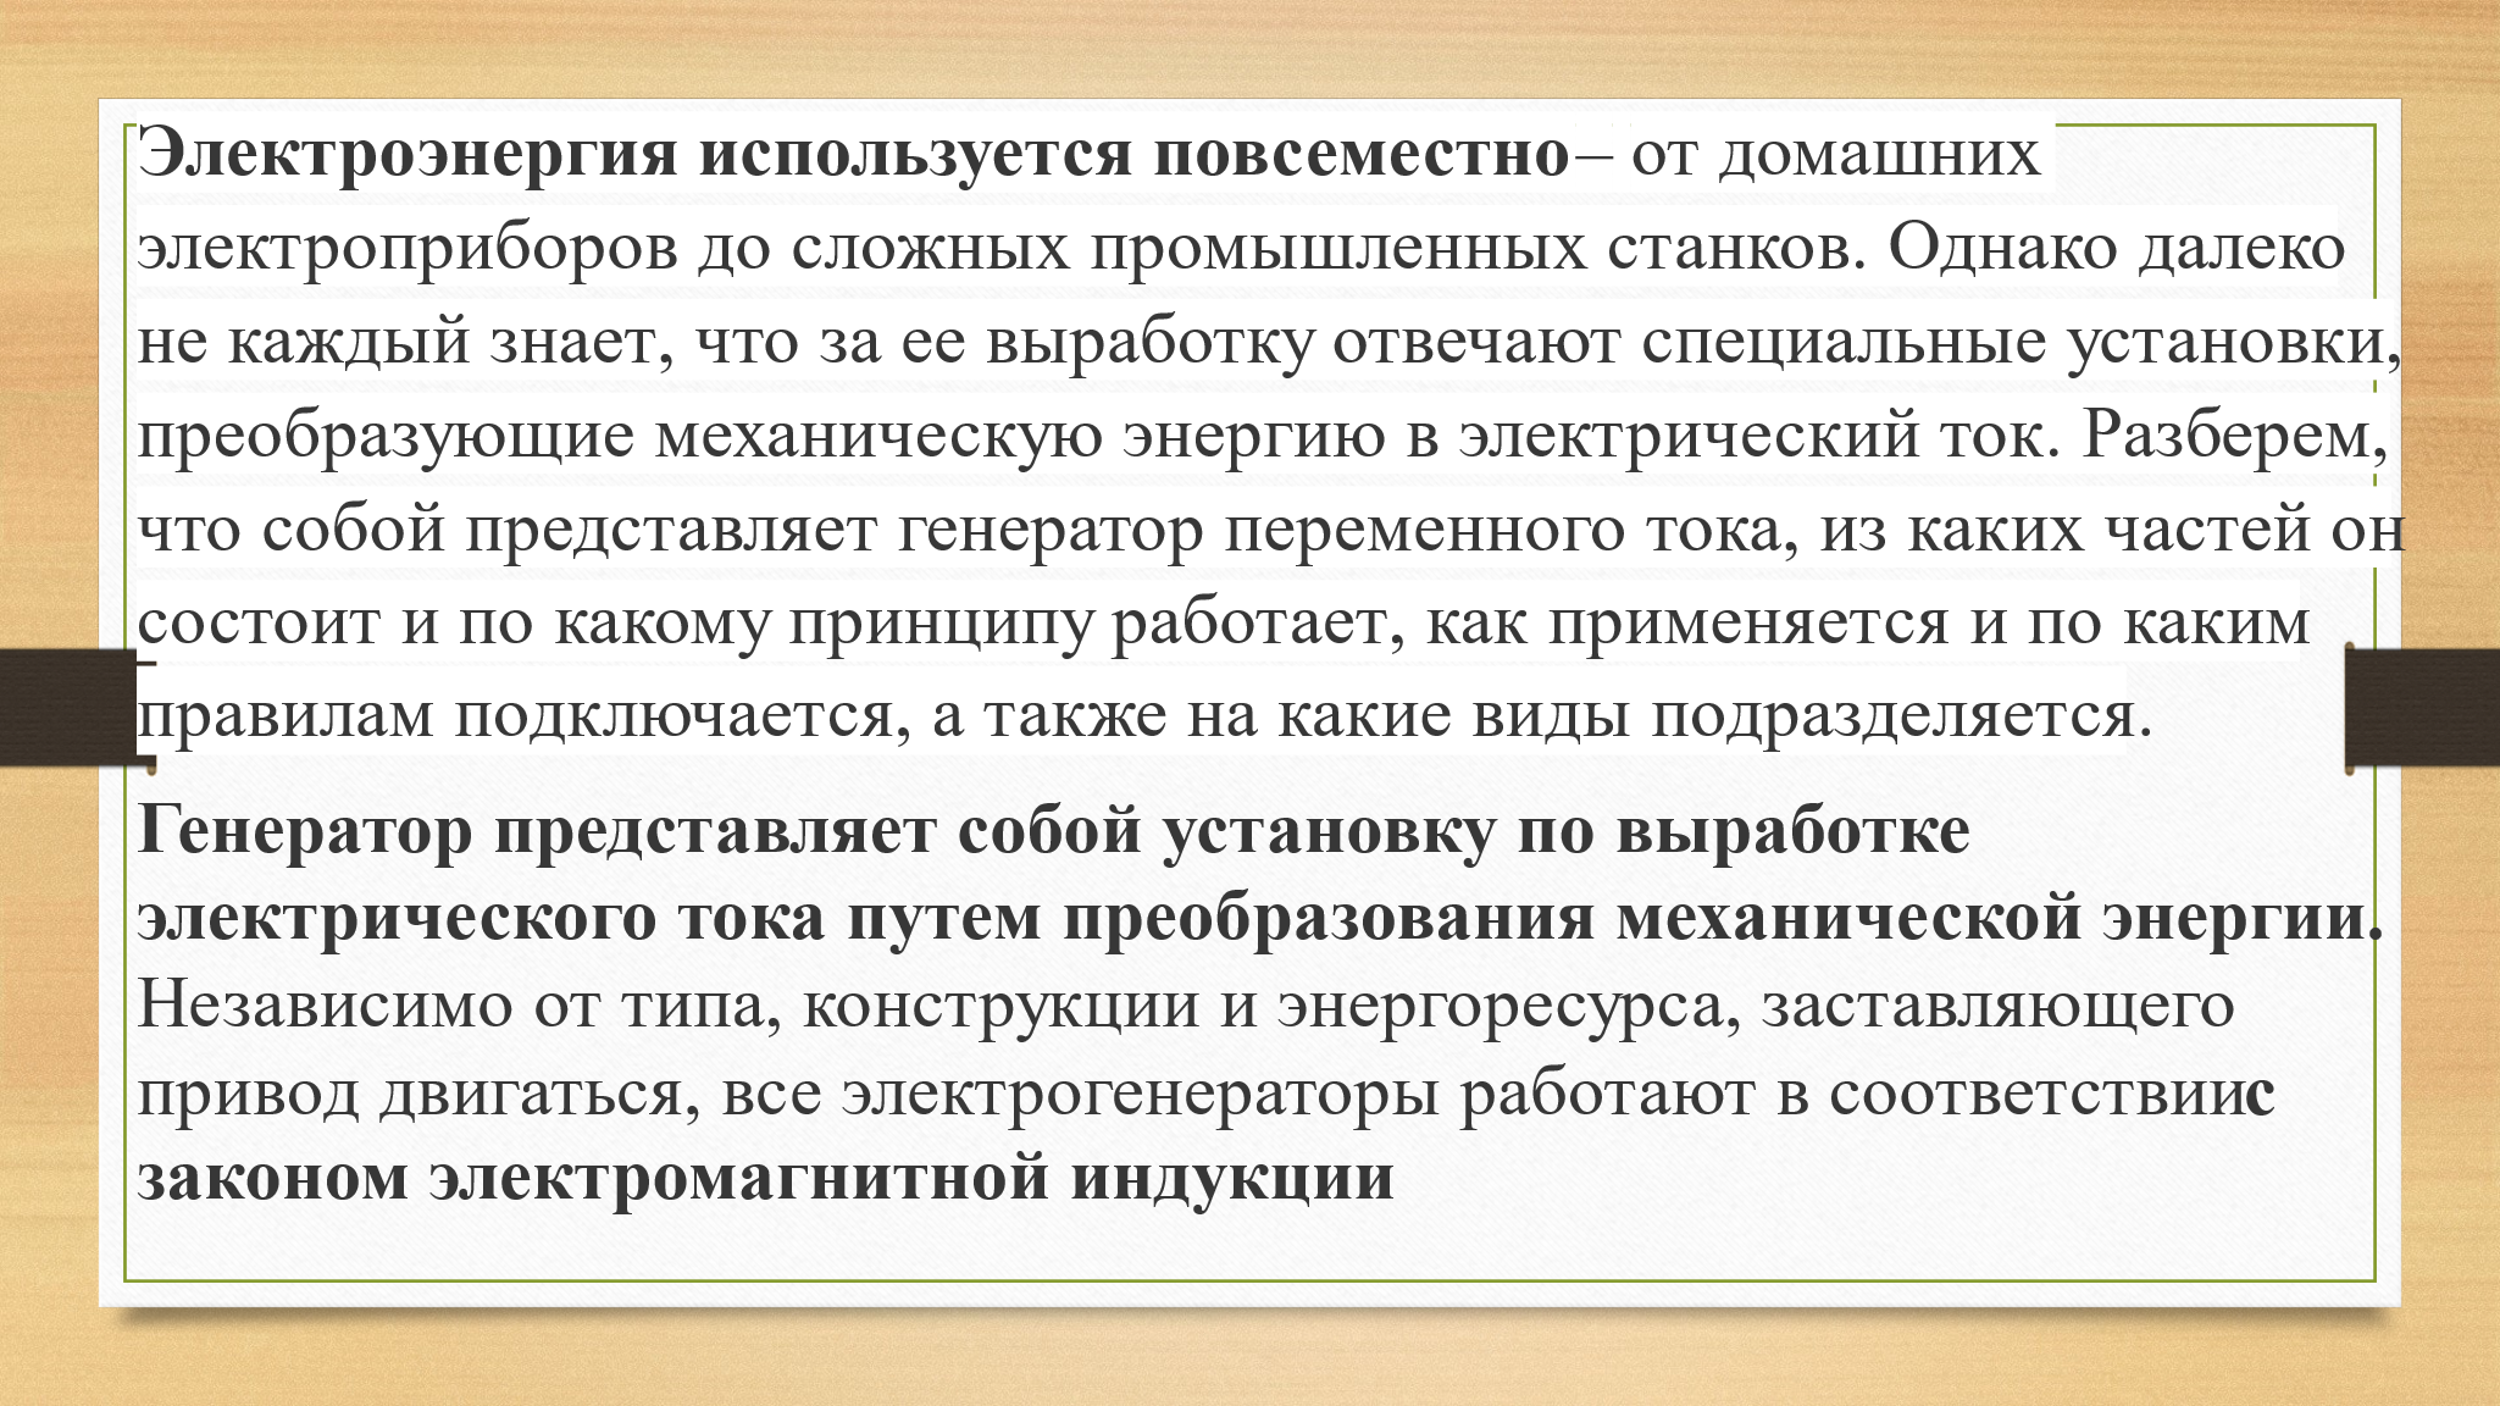 Электроэнергия используется повсеместно– от домашних
электроприборов до сложных промышленных станков. Однако далеко
не каждый знает, что за ее выработку отвечают специальные установки,
преобразующие механическую энергию в электрический ток. Разберем,
что собой представляет генератор переменного тока, из каких частей он
состоит и по какому принципу работает, как применяется и по каким
правилам подключается, а также на какие виды подразделяется.
Генератор представляет собой установку по выработке
электрического тока путем преобразования механической энергии.
Независимо от типа, конструкции и энергоресурса, заставляющего
привод двигаться, все электрогенераторы работают в соответствиис
законом электромагнитной индукции